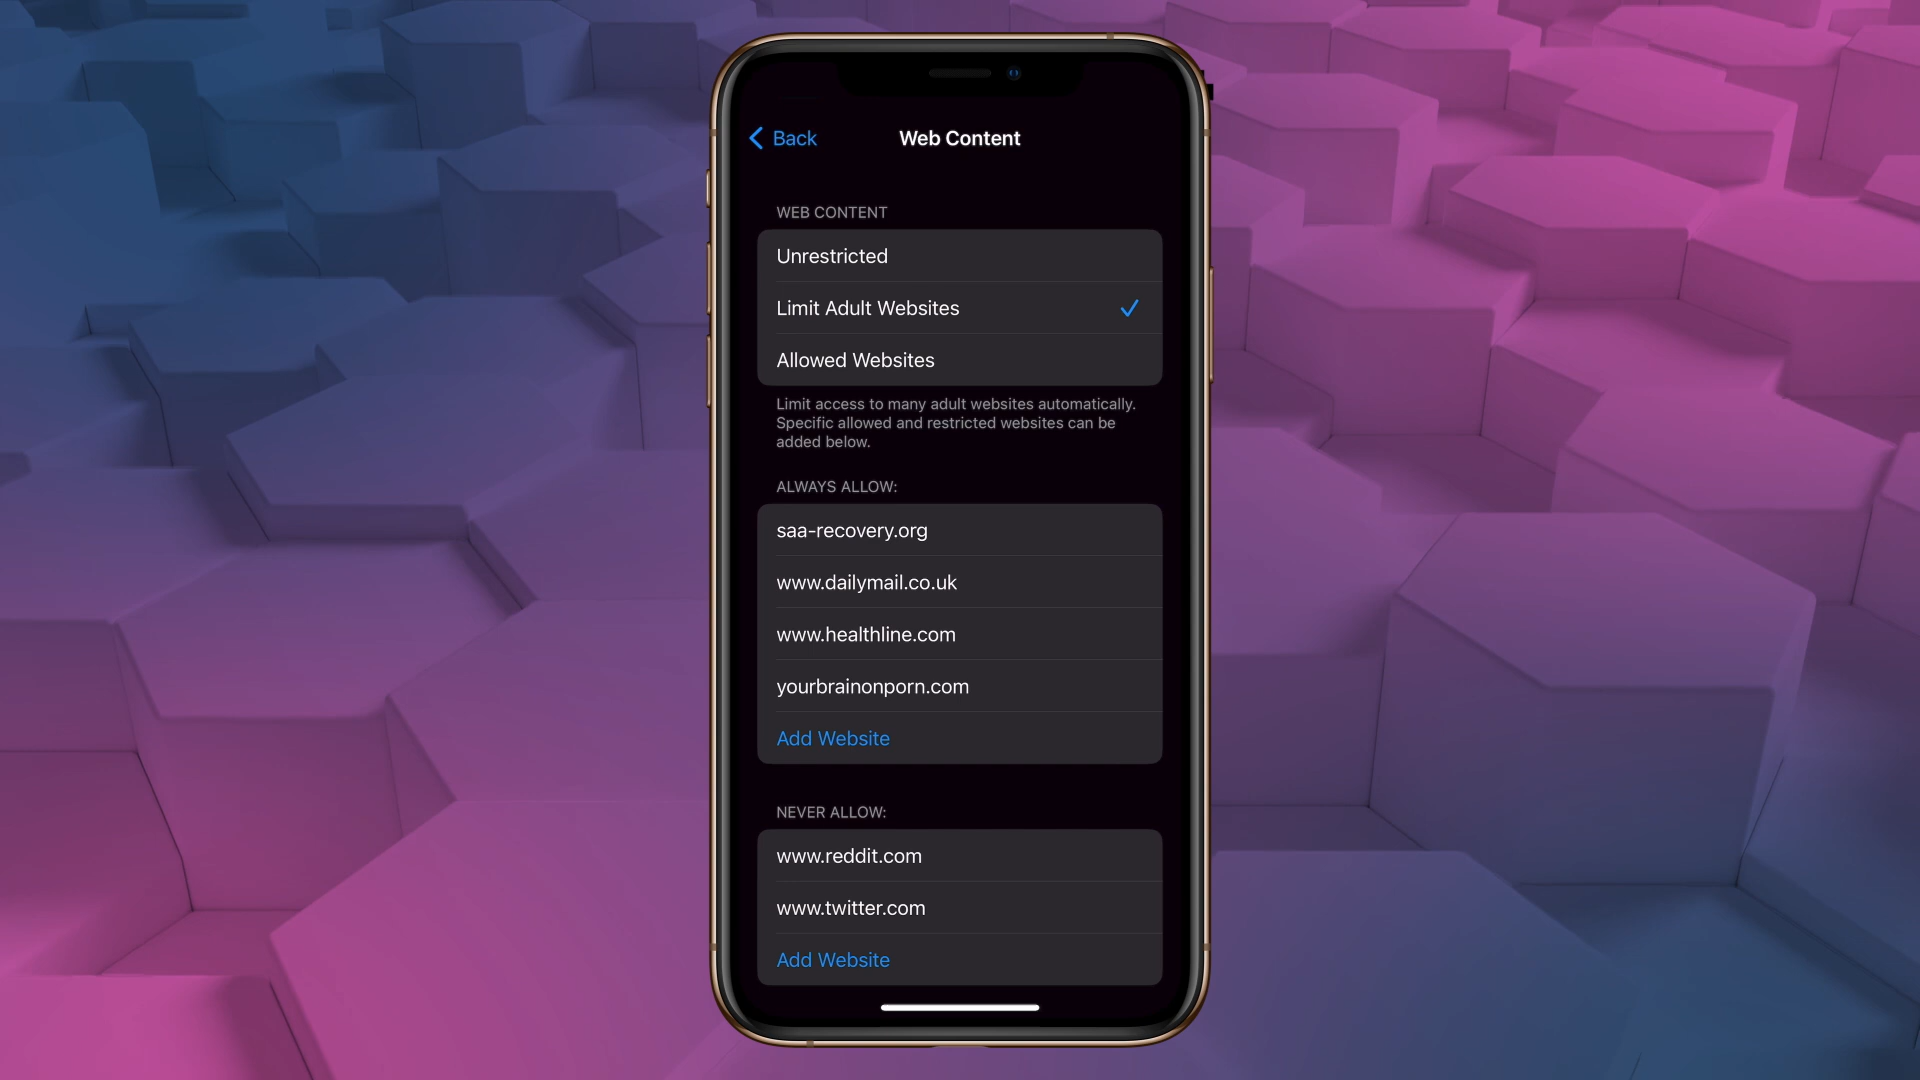 Back
Web Content
WEB CONTENT
Unrestricted
Limit Adult Websites
Allowed Websites
Limit access to many adult websites automatically.
Specific allowed and restricted websites can be
added below.
ALWAYS ALLOW:
saa-recovery.org
www.dailymail.co.uk
www.healthline.com
yourbrainonporn.com
Add Website
NEVER ALLOW:
www.reddit.com
www.twitter.com
Add Website